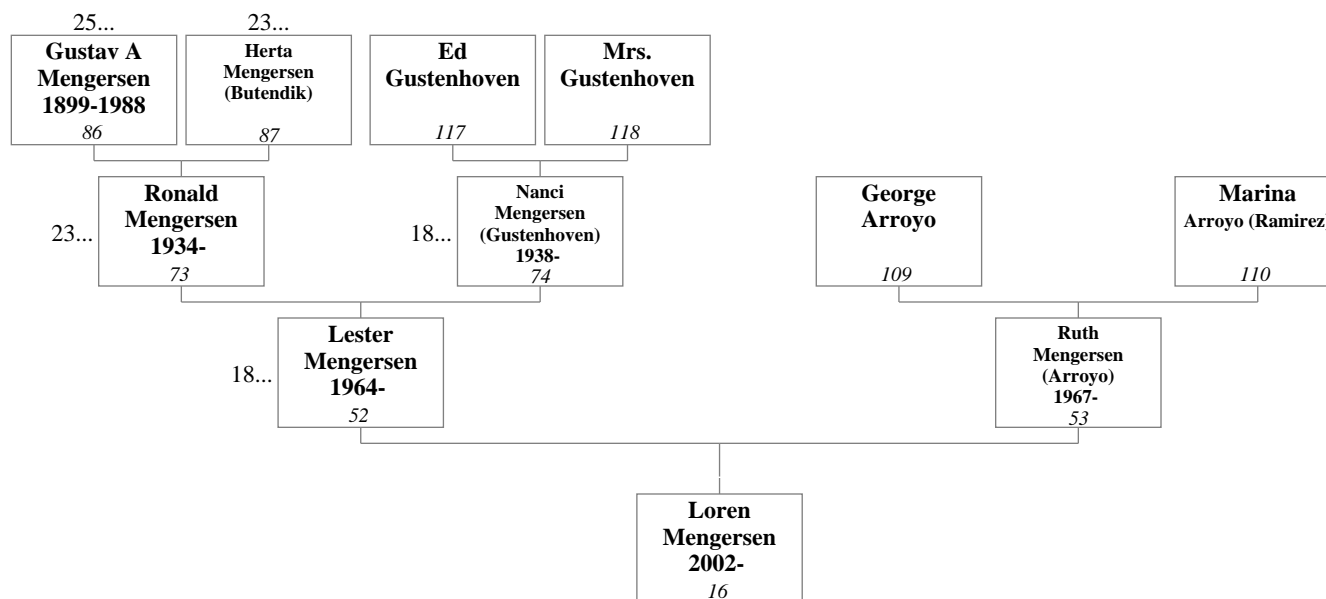 25...
23...
Gustav A
Mengersen
1899-1988
86
Herta
Mengersen
(Butendik)
87
Ed
Gustenhoven
117
Mrs.
Gustenhoven
118
23...
Ronald
Mengersen
1934-
73
18...
Nanci
Mengersen
(Gustenhoven)
1938-
74
George
Arroyo
109
Marina
Arroyo (Ramirez)
110
18...
Lester
Mengersen
1964-
52
Ruth
Mengersen
(Arroyo)
1967-
53
Loren
Mengersen
2002-
16